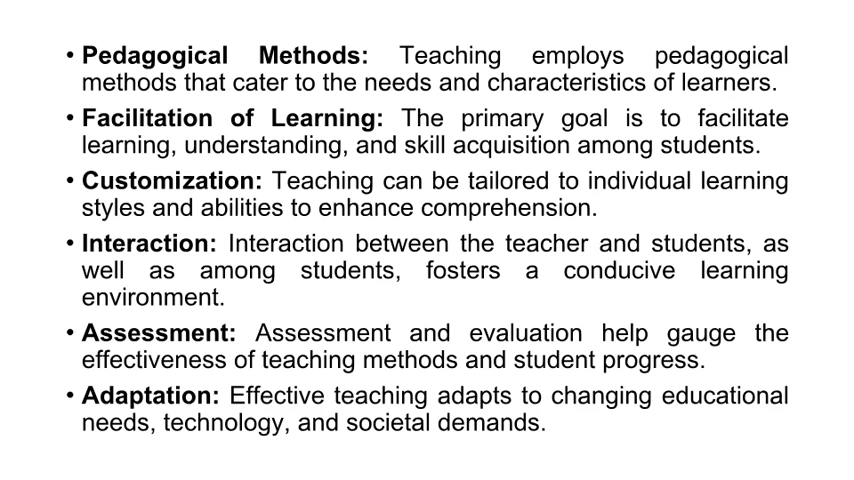 • Pedagogical Methods: Teaching employs pedagogical
methods that cater to the needs and characteristics of learners.
• Facilitation of Learning: The primary goal is to facilitate
learning, understanding, and skill acquisition among students.
• Customization: Teaching can be tailored to individual learning
styles and abilities to enhance comprehension.
• Interaction: Interaction between the teacher and students, as
well as among students, fosters a conducive learning
environment.
• Assessment: Assessment and evaluation help gauge the
effectiveness of teaching methods and student progress.
• Adaptation: Effective teaching adapts to changing educational
needs, technology, and societal demands.